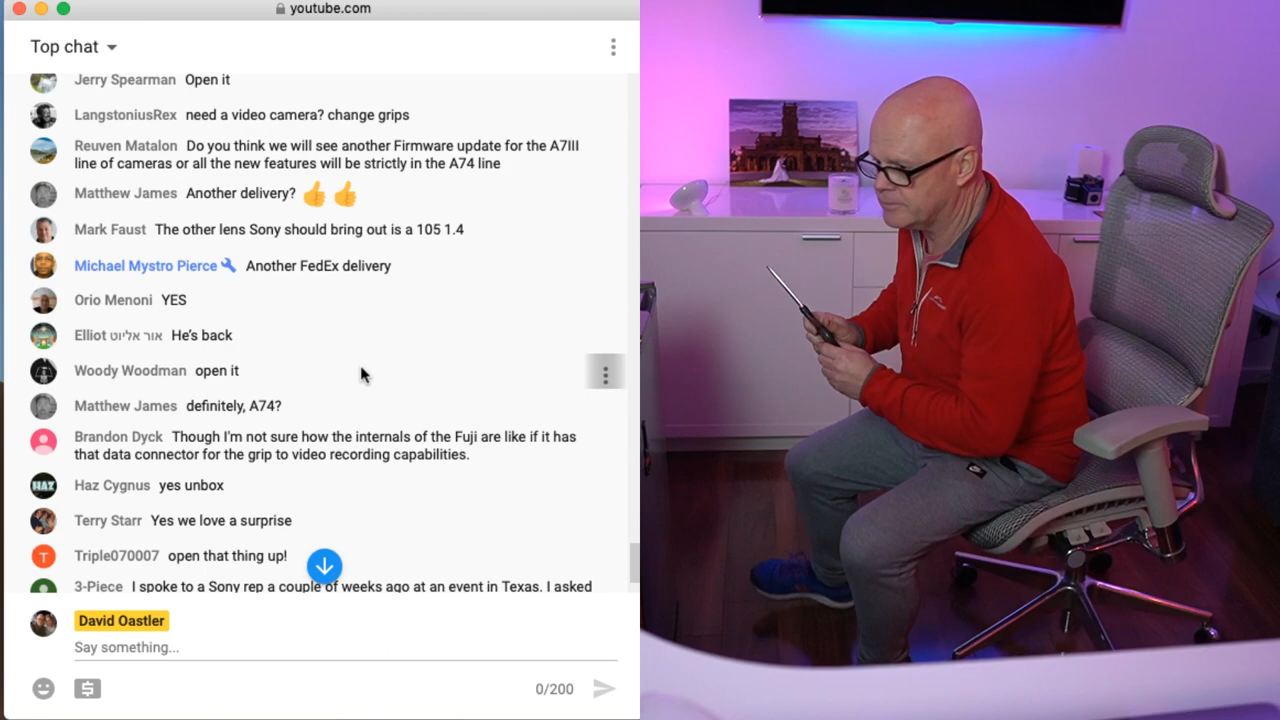 youtube.com
Top chat
Jerry Spearman Open it
LangstoniusRex need a video camera? change grips
Reuven Matalon Do you think we will see another Firmware update for the A7III
line of cameras or all the new features will be strictly in the A74 line
Matthew James Another delivery? 👍 👍
Mark Faust The other lens Sony should bring out is a 105 1.4
Michael Mystro Pierce Another FedEx delivery
Orio Menoni YES
Elliot אור אליוט He's back
Woody Woodman open it
Matthew James definitely, A74?
Brandon Dyck Though I'm not sure how the internals of the Fuji are like if it has
that data connector for the grip to video recording capabilities.
HAZ
Haz Cygnus yes unbox
Terry Starr Yes we love a surprise
T
Triple070007 open that thing up!
3-Piece I spoke to a Sony rep a couple of weeks ago at an event in Texas. I asked
David Oastler
Say something...
0/200